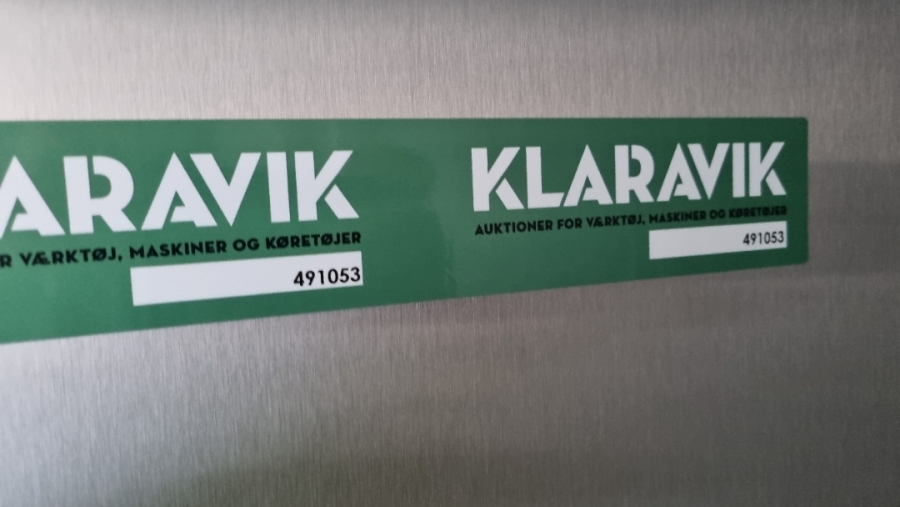 ARAVIK
R VÆRKTØJ, MASKINER OG KØRETØJER
491053
KLARAVIK
AUKTIONER FOR VÆRKTØJ, MASKINER OG KØRETØJER
491053